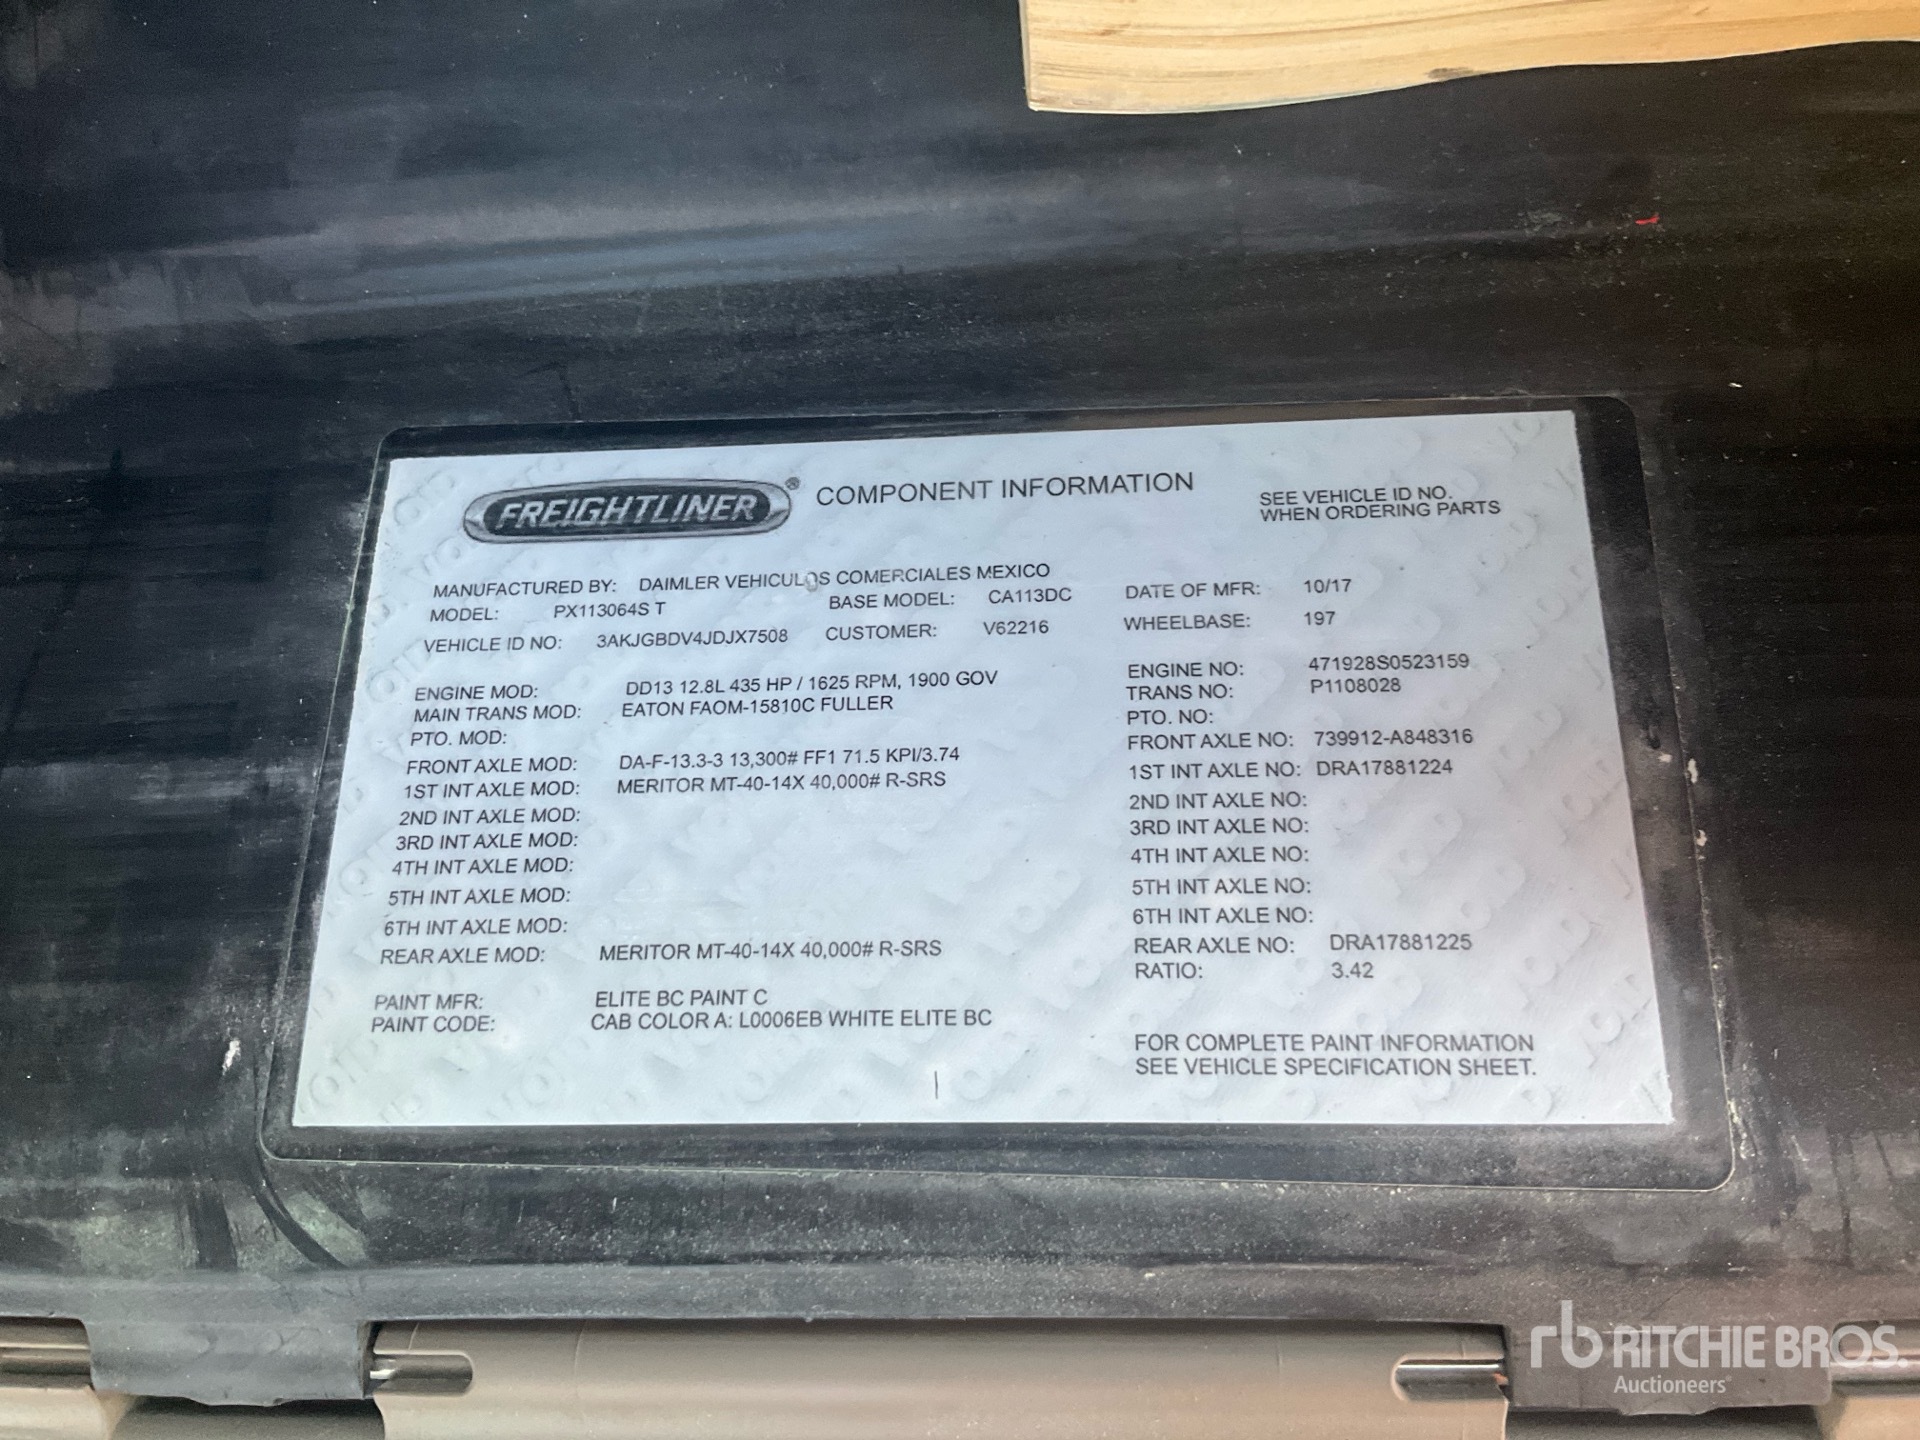 FREIGHTLINER® COMPONENT INFORMATION
SEE VEHICLE ID NO.
WHEN ORDERING PARTS
MANUFACTURED BY: DAIMLER VEHICULOS COMERCIALES MEXICO
MODEL: PX113064S T BASE MODEL: CA113DC DATE OF MFR: 10/17
VEHICLE ID NO: 3AKJGBDV4JDJX7508 CUSTOMER: V62216 WHEELBASE: 197
ENGINE MOD: DD13 12.8L 435 HP / 1625 RPM, 1900 GOV ENGINE NO: 471928S0523159
MAIN TRANS MOD: EATON FAOM-15810C FULLER TRANS NO: P1108028
PTO. MOD: PTO. NO:
FRONT AXLE MOD: DA-F-13.3-3 13,300# FF1 71.5 KPI/3.74 FRONT AXLE NO: 739912-A848316
1ST INT AXLE MOD: MERITOR MT-40-14X 40,000# R-SRS 1ST INT AXLE NO: DRA17881224
2ND INT AXLE MOD: 2ND INT AXLE NO:
3RD INT AXLE MOD: 3RD INT AXLE NO:
4TH INT AXLE MOD: 4TH INT AXLE NO:
5TH INT AXLE MOD: 5TH INT AXLE NO:
6TH INT AXLE MOD: 6TH INT AXLE NO:
REAR AXLE MOD: MERITOR MT-40-14X 40,000# R-SRS REAR AXLE NO: DRA17881225
RATIO: 3.42
PAINT MFR: ELITE BC PAINT C
PAINT CODE: CAB COLOR A: L0006EB WHITE ELITE BC
FOR COMPLETE PAINT INFORMATION
SEE VEHICLE SPECIFICATION SHEET.
rb RITCHIE BROS.
Auctioneers